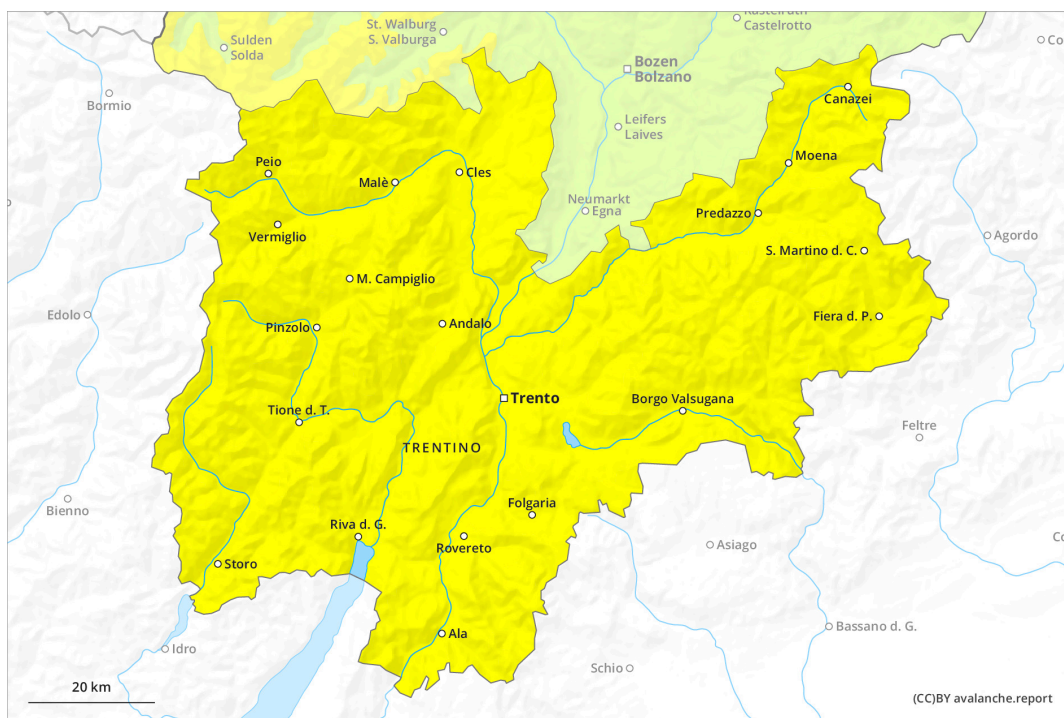 Kastelruth
Castelrotto
St. Walburg
S. Valburga
Sulden
Solda
Bozen
Bolzano
Bormio
Canazei
Leifers
Laives
Moena
Peio
Malè
Cles
Neumarkt
Egna
Predazzo
Vermiglio
Agordo
S. Martino d. C.
M. Campiglio
Edolo
Pinzolo
Andalo
Fiera d. P.
Trento
Borgo Valsugana
Tione d. T.
Feltre
TRENTINO
Bienno
Folgaria
Riva d. G.
Rovereto
Asiago
Storo
Bassano d. G.
Ala
Idro
Schio
20 km
(CC)BY avalanche.report